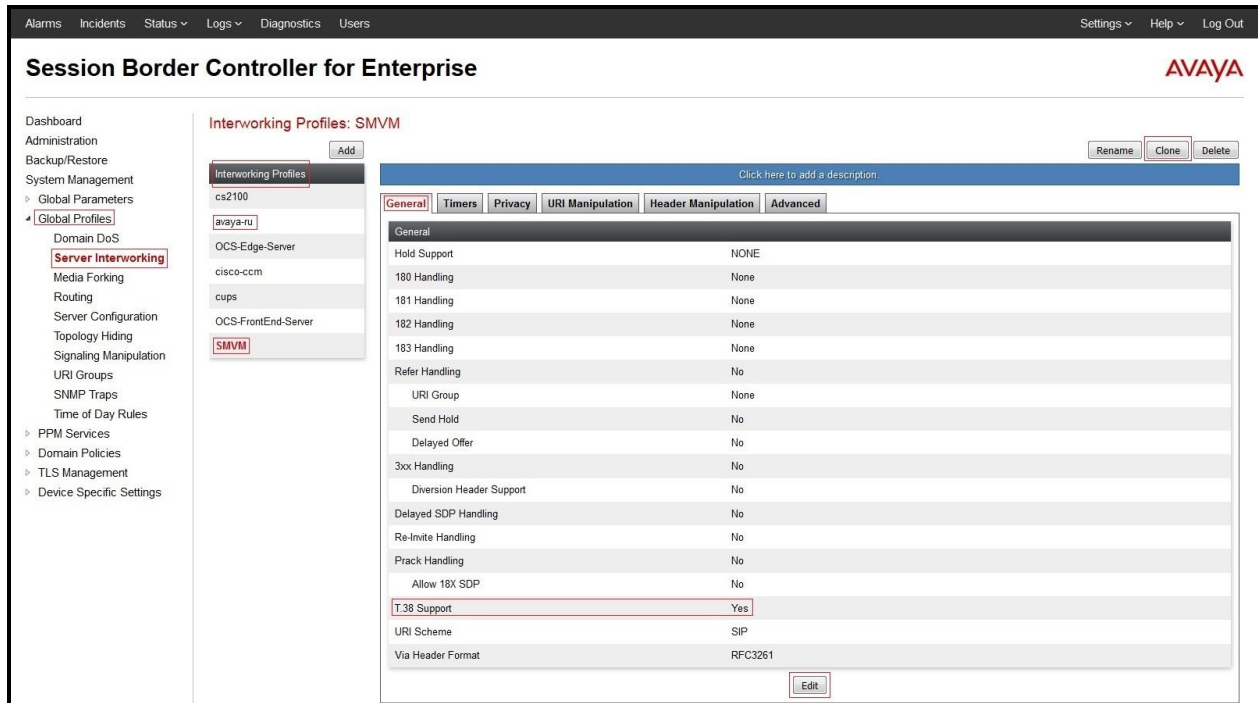 Alarms Incidents Status Logs Diagnostics Users Settings Help Log Out
Session Border Controller for Enterprise
AVAYA
Dashboard
Administration
Backup/Restore
System Management
Global Parameters
Global Profiles
Domain DoS
Server Interworking
Media Forking
Routing
Server Configuration
Topology Hiding
Signaling Manipulation
URI Groups
SNMP Traps
Time of Day Rules
PPM Services
Domain Policies
TLS Management
Device Specific Settings
Interworking Profiles: SMVM
Add
Rename Clone Delete
Interworking Profiles
cs2100
avaya-ru
OCS-Edge-Server
cisco-ccm
cups
OCS-FrontEnd-Server
SMVM
Click here to add a description.
General Timers Privacy URI Manipulation Header Manipulation Advanced
General
Hold Support NONE
180 Handling None
181 Handling None
182 Handling None
183 Handling None
Refer Handling No
URI Group None
Send Hold No
Delayed Offer No
3xx Handling No
Diversion Header Support No
Delayed SDP Handling No
Re-Invite Handling No
Prack Handling No
Allow 18X SDP No
T.38 Support Yes
URI Scheme SIP
Via Header Format RFC3261
Edit